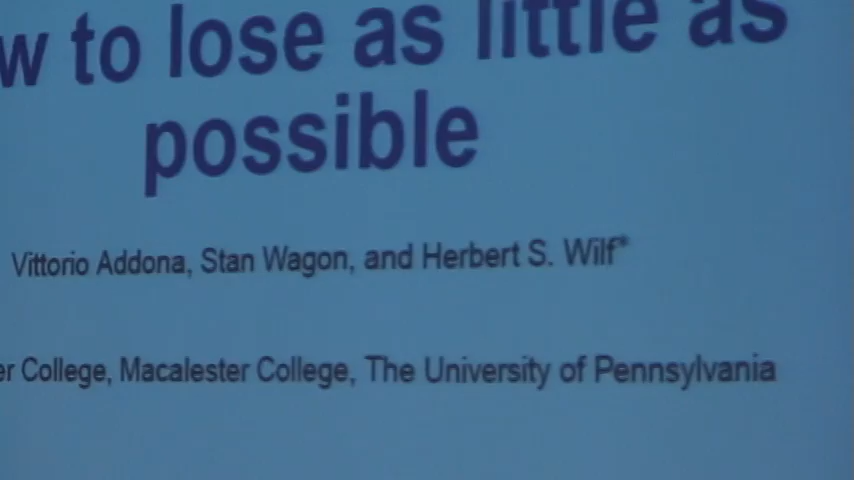 w to lose as little as
possible
Vittorio Addona, Stan Wagon, and Herbert S. Wilf*
er College, Macalester College, The University of Pennsylvania